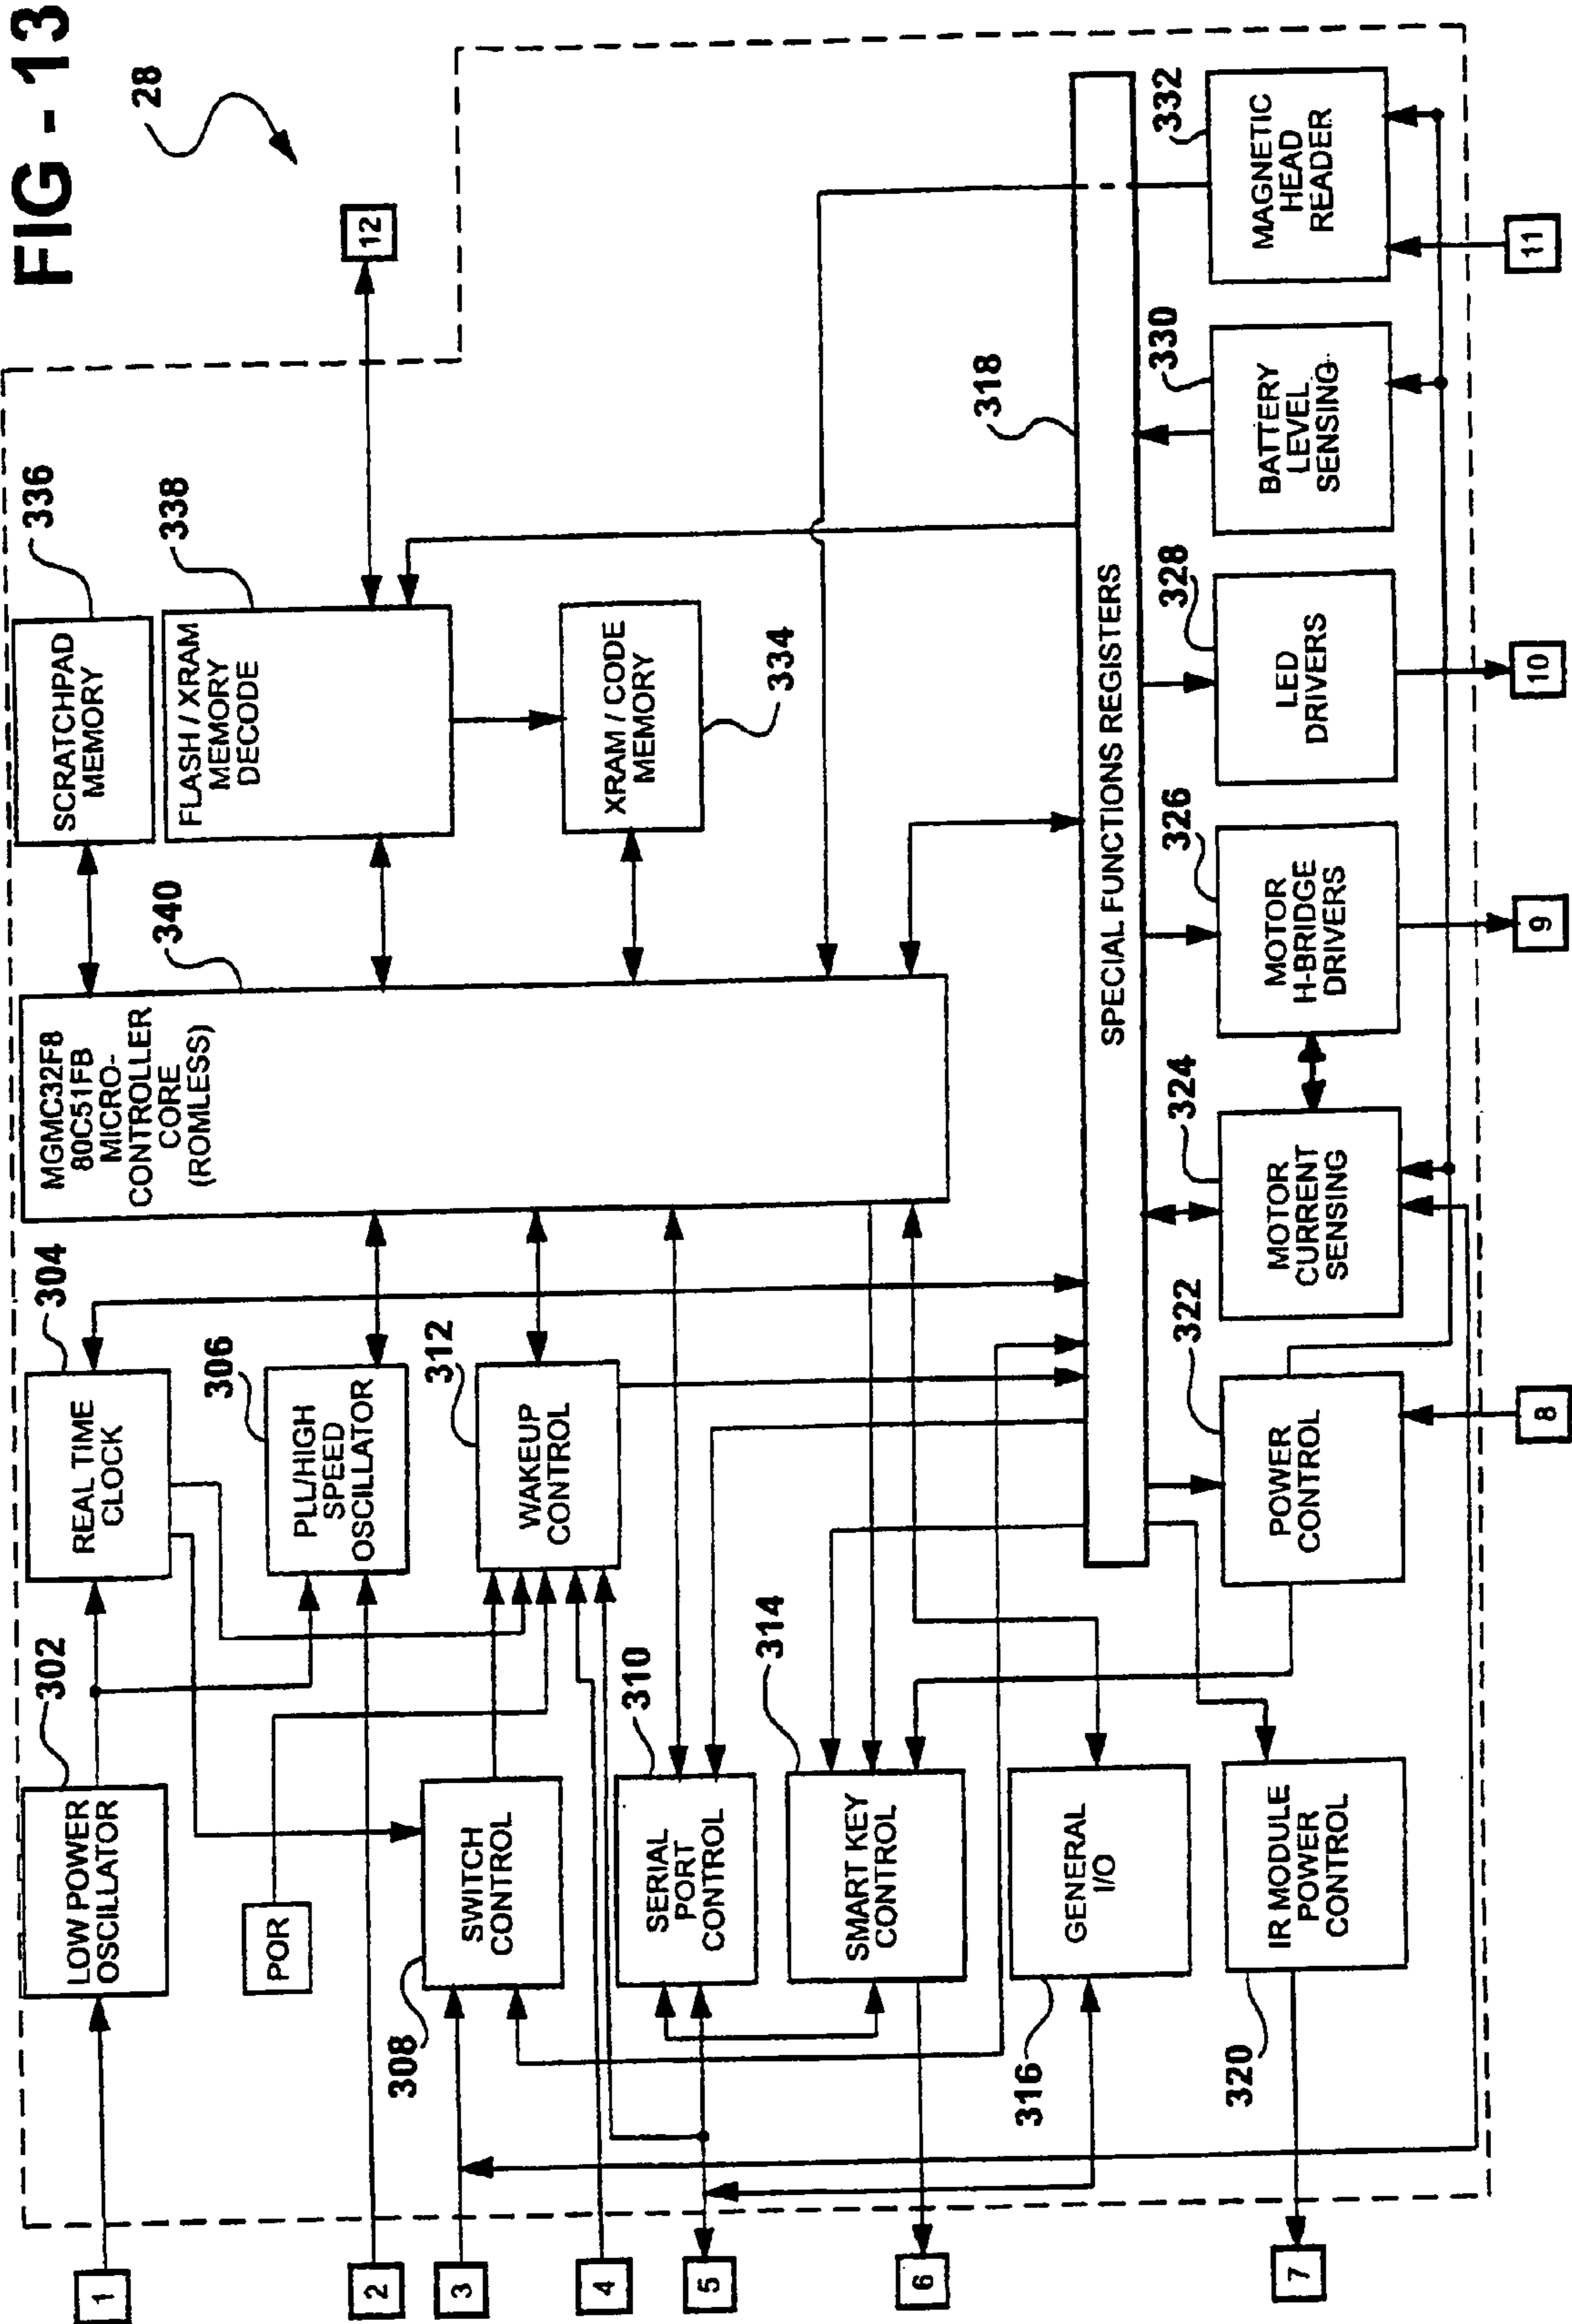 FIG - 13
28
336
SCRATCHPAD
MEMORY
338
FLASH / XRAM
MEMORY
DECODE
12
XRAM / CODE
MEMORY
334
340
MGMC32F8
80C51FB
MICRO-
CONTROLLER
CORE
(ROMLESS)
304
REAL TIME
CLOCK
306
PLL/HIGH
SPEED
OSCILLATOR
312
WAKEUP
CONTROL
302
LOW POWER
OSCILLATOR
POR
SWITCH
CONTROL
308
310
SERIAL
PORT
CONTROL
314
SMART KEY
CONTROL
GENERAL
I/O
316
IR MODULE
POWER
CONTROL
320
318
SPECIAL FUNCTIONS REGISTERS
322
POWER
CONTROL
324
MOTOR
CURRENT
SENSING
326
MOTOR
H-BRIDGE
DRIVERS
328
LED
DRIVERS
330
BATTERY
LEVEL
SENSING
332
MAGNETIC
HEAD
READER
1
2
3
4
5
6
7
8
9
10
11